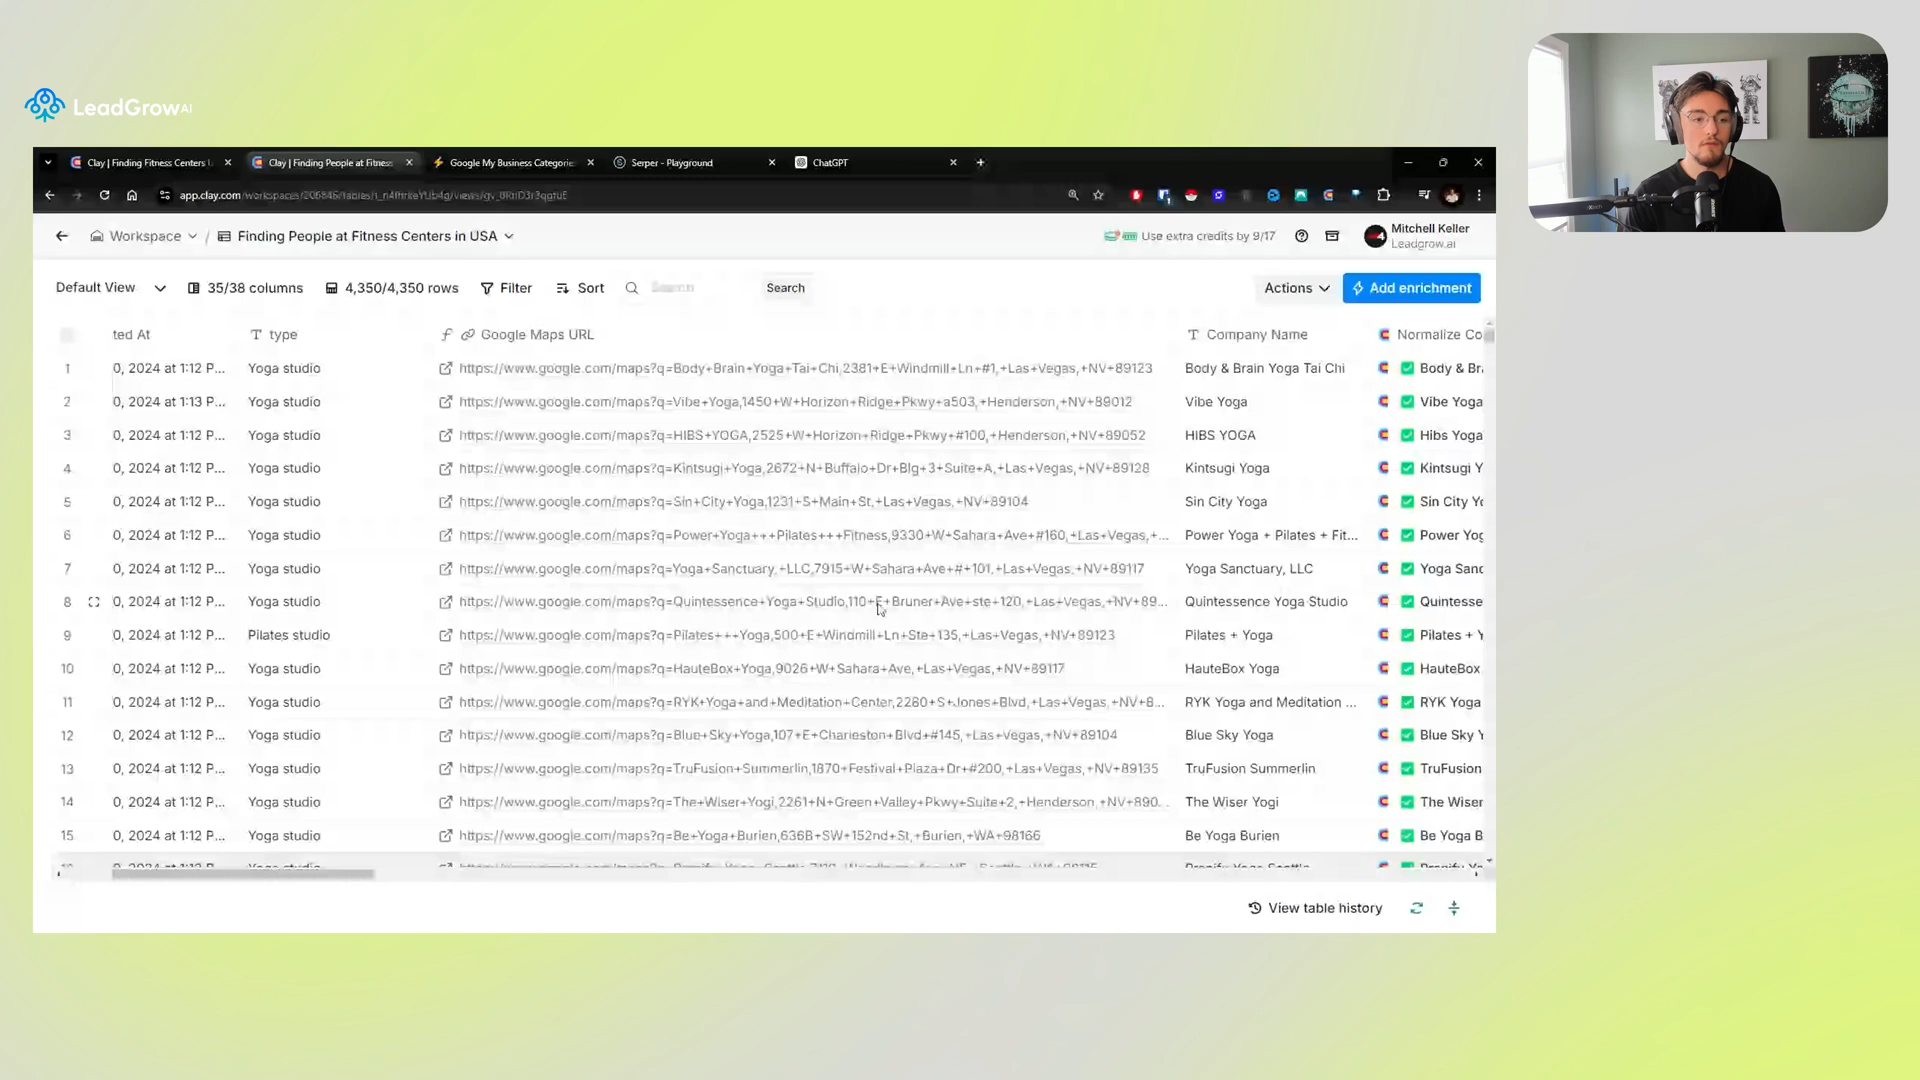 LeadGrow AI
Clay | Finding Fitness Centers U
Clay | Finding People at Fitness
Google My Business Categorie
Serper - Playground
ChatGPT
app.clay.com
Workspace / Finding People at Fitness Centers in USA
Use extra credits by 9/17
Mitchell Keller
Leadgrow.ai
Default View
35/38 columns
4,350/4,350 rows
Filter
Sort
Search
Search
Actions
Add enrichment
ted At type Google Maps URL Company Name Normalize Co
1 0, 2024 at 1:12 P... Yoga studio https://www.google.com/maps?q=Body+Brain+Yoga+Tai+Chi,2381+E+Windmill+Ln+#1,+Las+Vegas,+NV+89123 Body & Brain Yoga Tai Chi Body & Br
2 0, 2024 at 1:13 P... Yoga studio https://www.google.com/maps?q=Vibe+Yoga,1450+W+Horizon+Ridge+Pkwy+a503,+Henderson,+NV+89012 Vibe Yoga Vibe Yoga
3 0, 2024 at 1:12 P... Yoga studio https://www.google.com/maps?q=HIBS+YOGA,2525+W+Horizon+Ridge+Pkwy+#100,+Henderson,+NV+89052 HIBS YOGA Hibs Yoga
4 0, 2024 at 1:12 P... Yoga studio https://www.google.com/maps?q=Kintsugi+Yoga,2672+N+Buffalo+Dr+Blg+3+Suite+A,+Las+Vegas,+NV+89128 Kintsugi Yoga Kintsugi Y
5 0, 2024 at 1:12 P... Yoga studio https://www.google.com/maps?q=Sin+City+Yoga,1231+S+Main+St,+Las+Vegas,+NV+89104 Sin City Yoga Sin City Yo
6 0, 2024 at 1:12 P... Yoga studio https://www.google.com/maps?q=Power+Yoga+++Pilates+++Fitness,9330+W+Sahara+Ave+#160,+Las+Vegas,+... Power Yoga + Pilates + Fit... Power Yog
7 0, 2024 at 1:12 P... Yoga studio https://www.google.com/maps?q=Yoga+Sanctuary,+LLC,7915+W+Sahara+Ave+#+101,+Las+Vegas,+NV+89117 Yoga Sanctuary, LLC Yoga Sanc
8 0, 2024 at 1:12 P... Yoga studio https://www.google.com/maps?q=Quintessence+Yoga+Studio,110+E+Bruner+Ave+ste+120,+Las+Vegas,+NV+89... Quintessence Yoga Studio Quintesse
9 0, 2024 at 1:12 P... Pilates studio https://www.google.com/maps?q=Pilates+++Yoga,500+E+Windmill+Ln+Ste+135,+Las+Vegas,+NV+89123 Pilates + Yoga Pilates + Y
10 0, 2024 at 1:12 P... Yoga studio https://www.google.com/maps?q=HauteBox+Yoga,9026+W+Sahara+Ave,+Las+Vegas,+NV+89117 HauteBox Yoga HauteBox
11 0, 2024 at 1:12 P... Yoga studio https://www.google.com/maps?q=RYK+Yoga+and+Meditation+Center,2280+S+Jones+Blvd,+Las+Vegas,+NV+8... RYK Yoga and Meditation ... RYK Yoga
12 0, 2024 at 1:12 P... Yoga studio https://www.google.com/maps?q=Blue+Sky+Yoga,107+E+Charleston+Blvd+#145,+Las+Vegas,+NV+89104 Blue Sky Yoga Blue Sky Y
13 0, 2024 at 1:12 P... Yoga studio https://www.google.com/maps?q=TruFusion+Summerlin,1870+Festival+Plaza+Dr+#200,+Las+Vegas,+NV+89135 TruFusion Summerlin TruFusion
14 0, 2024 at 1:12 P... Yoga studio https://www.google.com/maps?q=The+Wiser+Yogi,2261+N+Green+Valley+Pkwy+Suite+2,+Henderson,+NV+890... The Wiser Yogi The Wiser
15 0, 2024 at 1:12 P... Yoga studio https://www.google.com/maps?q=Be+Yoga+Burien,636B+SW+152nd+St,+Burien,+WA+98166 Be Yoga Burien Be Yoga B
View table history